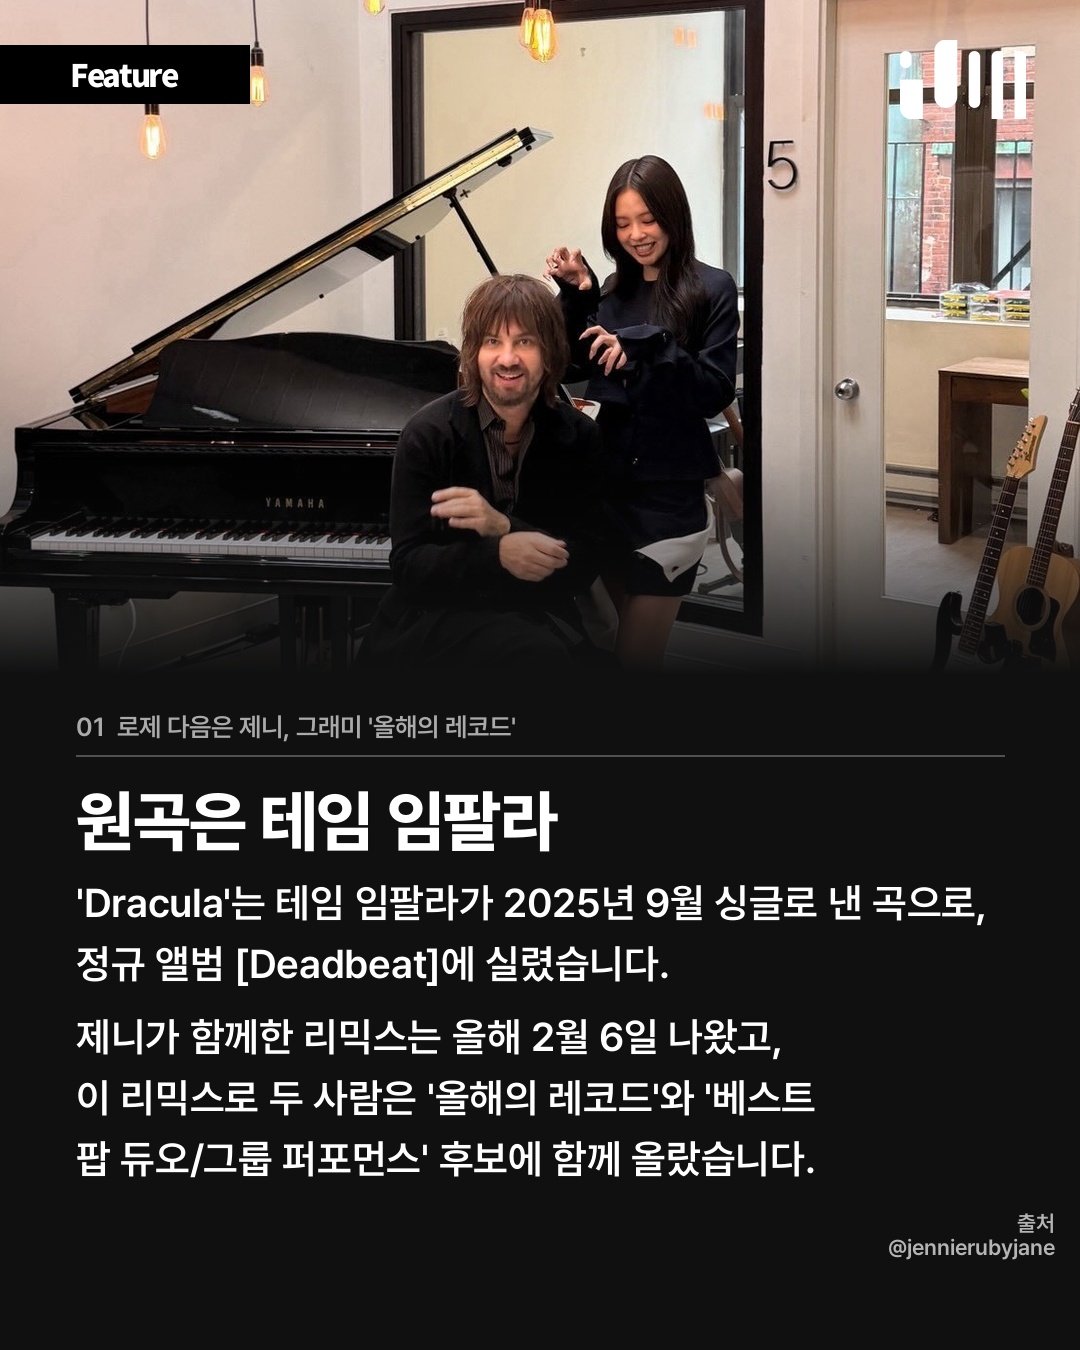 Feature
5
YAMAHA
01 로제 다음은 제니, 그래미 '올해의 레코드'
원곡은 테임 임팔라
'Dracula'는 테임 임팔라가 2025년 9월 싱글로 낸 곡으로,
정규 앨범 [Deadbeat]에 실렸습니다.
제니가 함께한 리믹스는 올해 2월 6일 나왔고,
이 리믹스로 두 사람은 '올해의 레코드'와 '베스트
팝 듀오/그룹 퍼포먼스' 후보에 함께 올랐습니다.
출처
@jennierubyjane